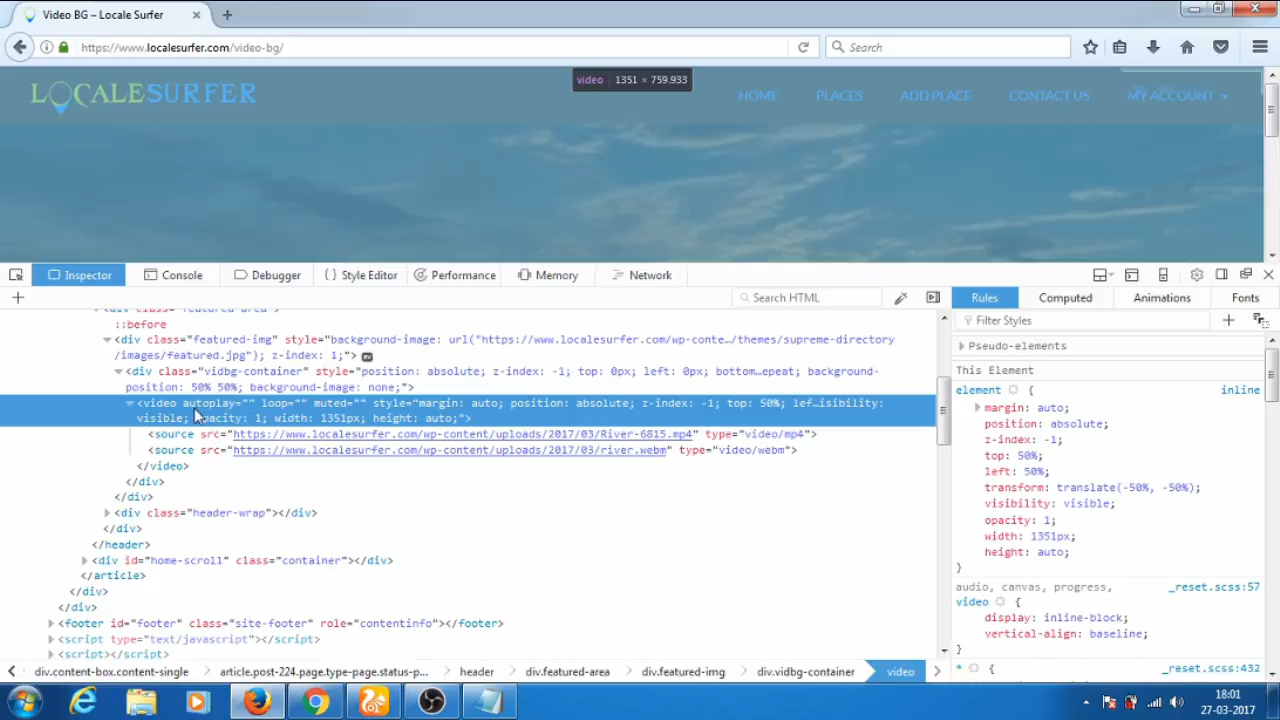 Video BG – Locale Surfer
https://www.localesurfer.com/video-bg/
Search
LOCALESURFER
video 1351 × 759.933
HOME PLACES ADD PLACE CONTACT US MY ACCOUNT
Inspector Console Debugger Style Editor Performance Memory Network
Search HTML
Rules Computed Animations Fonts
<div class="featured-area">
::before
<div class="featured-img" style="background-image: url("https://www.localesurfer.com/wp-conte…/themes/supreme-directory
/images/featured.jpg"); z-index: 1;"> ev
<div class="vidbg-container" style="position: absolute; z-index: -1; top: 0px; left: 0px; bottom…epeat; background-
position: 50% 50%; background-image: none;">
<video autoplay="" loop="" muted="" style="margin: auto; position: absolute; z-index: -1; top: 50%; lef…isibility:
visible; opacity: 1; width: 1351px; height: auto;">
<source src="https://www.localesurfer.com/wp-content/uploads/2017/03/River-6815.mp4" type="video/mp4">
<source src="https://www.localesurfer.com/wp-content/uploads/2017/03/river.webm" type="video/webm">
</video>
</div>
</div>
<div class="header-wrap"></div>
</div>
</header>
<div id="home-scroll" class="container"></div>
</article>
</div>
</div>
<footer id="footer" class="site-footer" role="contentinfo"></footer>
<script type="text/javascript"></script>
<script></script>
Filter Styles
Pseudo-elements
This Element
element { inline
margin: auto;
position: absolute;
z-index: -1;
top: 50%;
left: 50%;
transform: translate(-50%, -50%);
visibility: visible;
opacity: 1;
width: 1351px;
height: auto;
}
audio, canvas, progress, _reset.scss:57
video {
display: inline-block;
vertical-align: baseline;
}
* { _reset.scss:432
div.content-box.content-single article.post-224.page.type-page.status-p… header div.featured-area div.featured-img div.vidbg-container video
18:01
27-03-2017